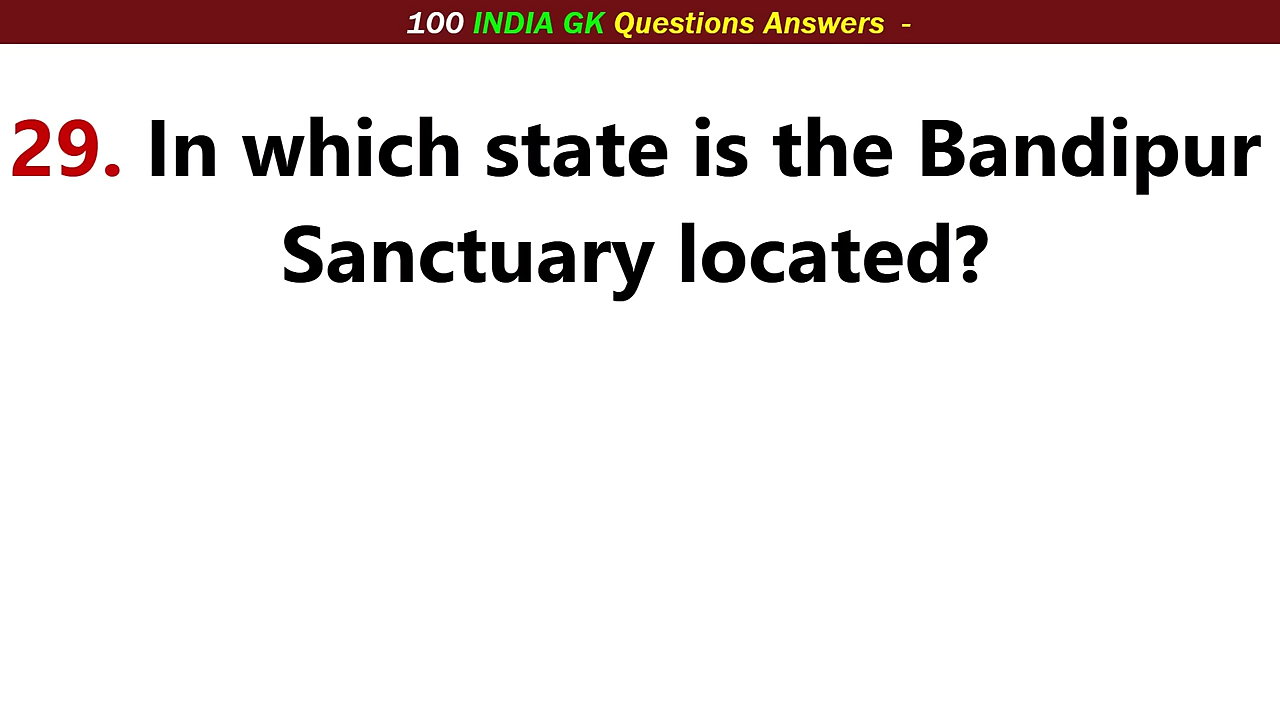 100 INDIA GK Questions Answers -
29. In which state is the Bandipur
Sanctuary located?